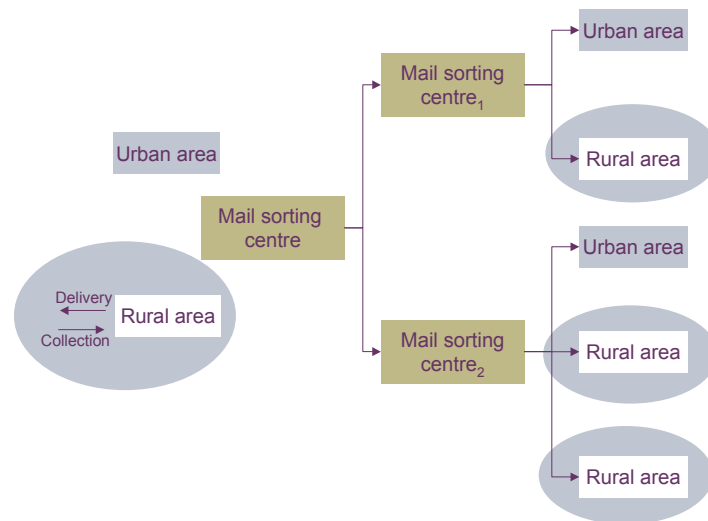 Urban area
Mail sorting
centre
Delivery
Collection
Rural area
Mail sorting
centre₁
Urban area
Rural area
Mail sorting
centre₂
Urban area
Rural area
Rural area